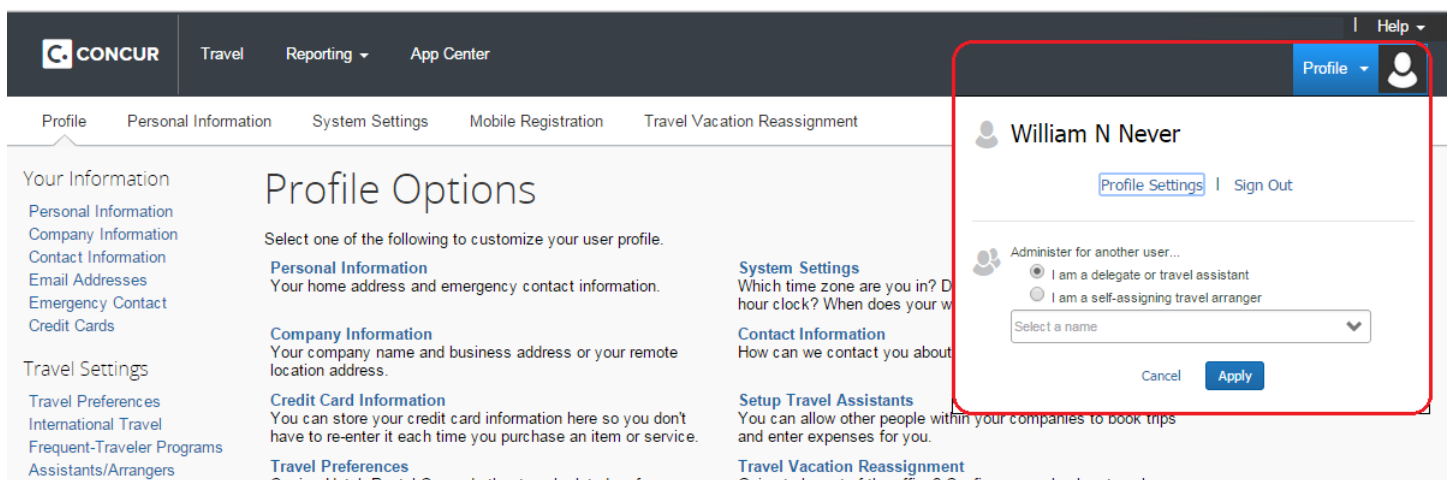 | Help
C. CONCUR Travel Reporting App Center
Profile
Profile Personal Information System Settings Mobile Registration Travel Vacation Reassignment
William N Never
Profile Settings | Sign Out
Administer for another user...
I am a delegate or travel assistant
I am a self-assigning travel arranger
Select a name
Cancel Apply
Your Information
Personal Information
Company Information
Contact Information
Email Addresses
Emergency Contact
Credit Cards
Travel Settings
Travel Preferences
International Travel
Frequent-Traveler Programs
Assistants/Arrangers
Profile Options
Select one of the following to customize your user profile.
Personal Information
Your home address and emergency contact information.
Company Information
Your company name and business address or your remote
location address.
Credit Card Information
You can store your credit card information here so you don't
have to re-enter it each time you purchase an item or service.
Travel Preferences
System Settings
Which time zone are you in? D
hour clock? When does your w
Contact Information
How can we contact you about
Setup Travel Assistants
You can allow other people within your companies to book trips
and enter expenses for you.
Travel Vacation Reassignment